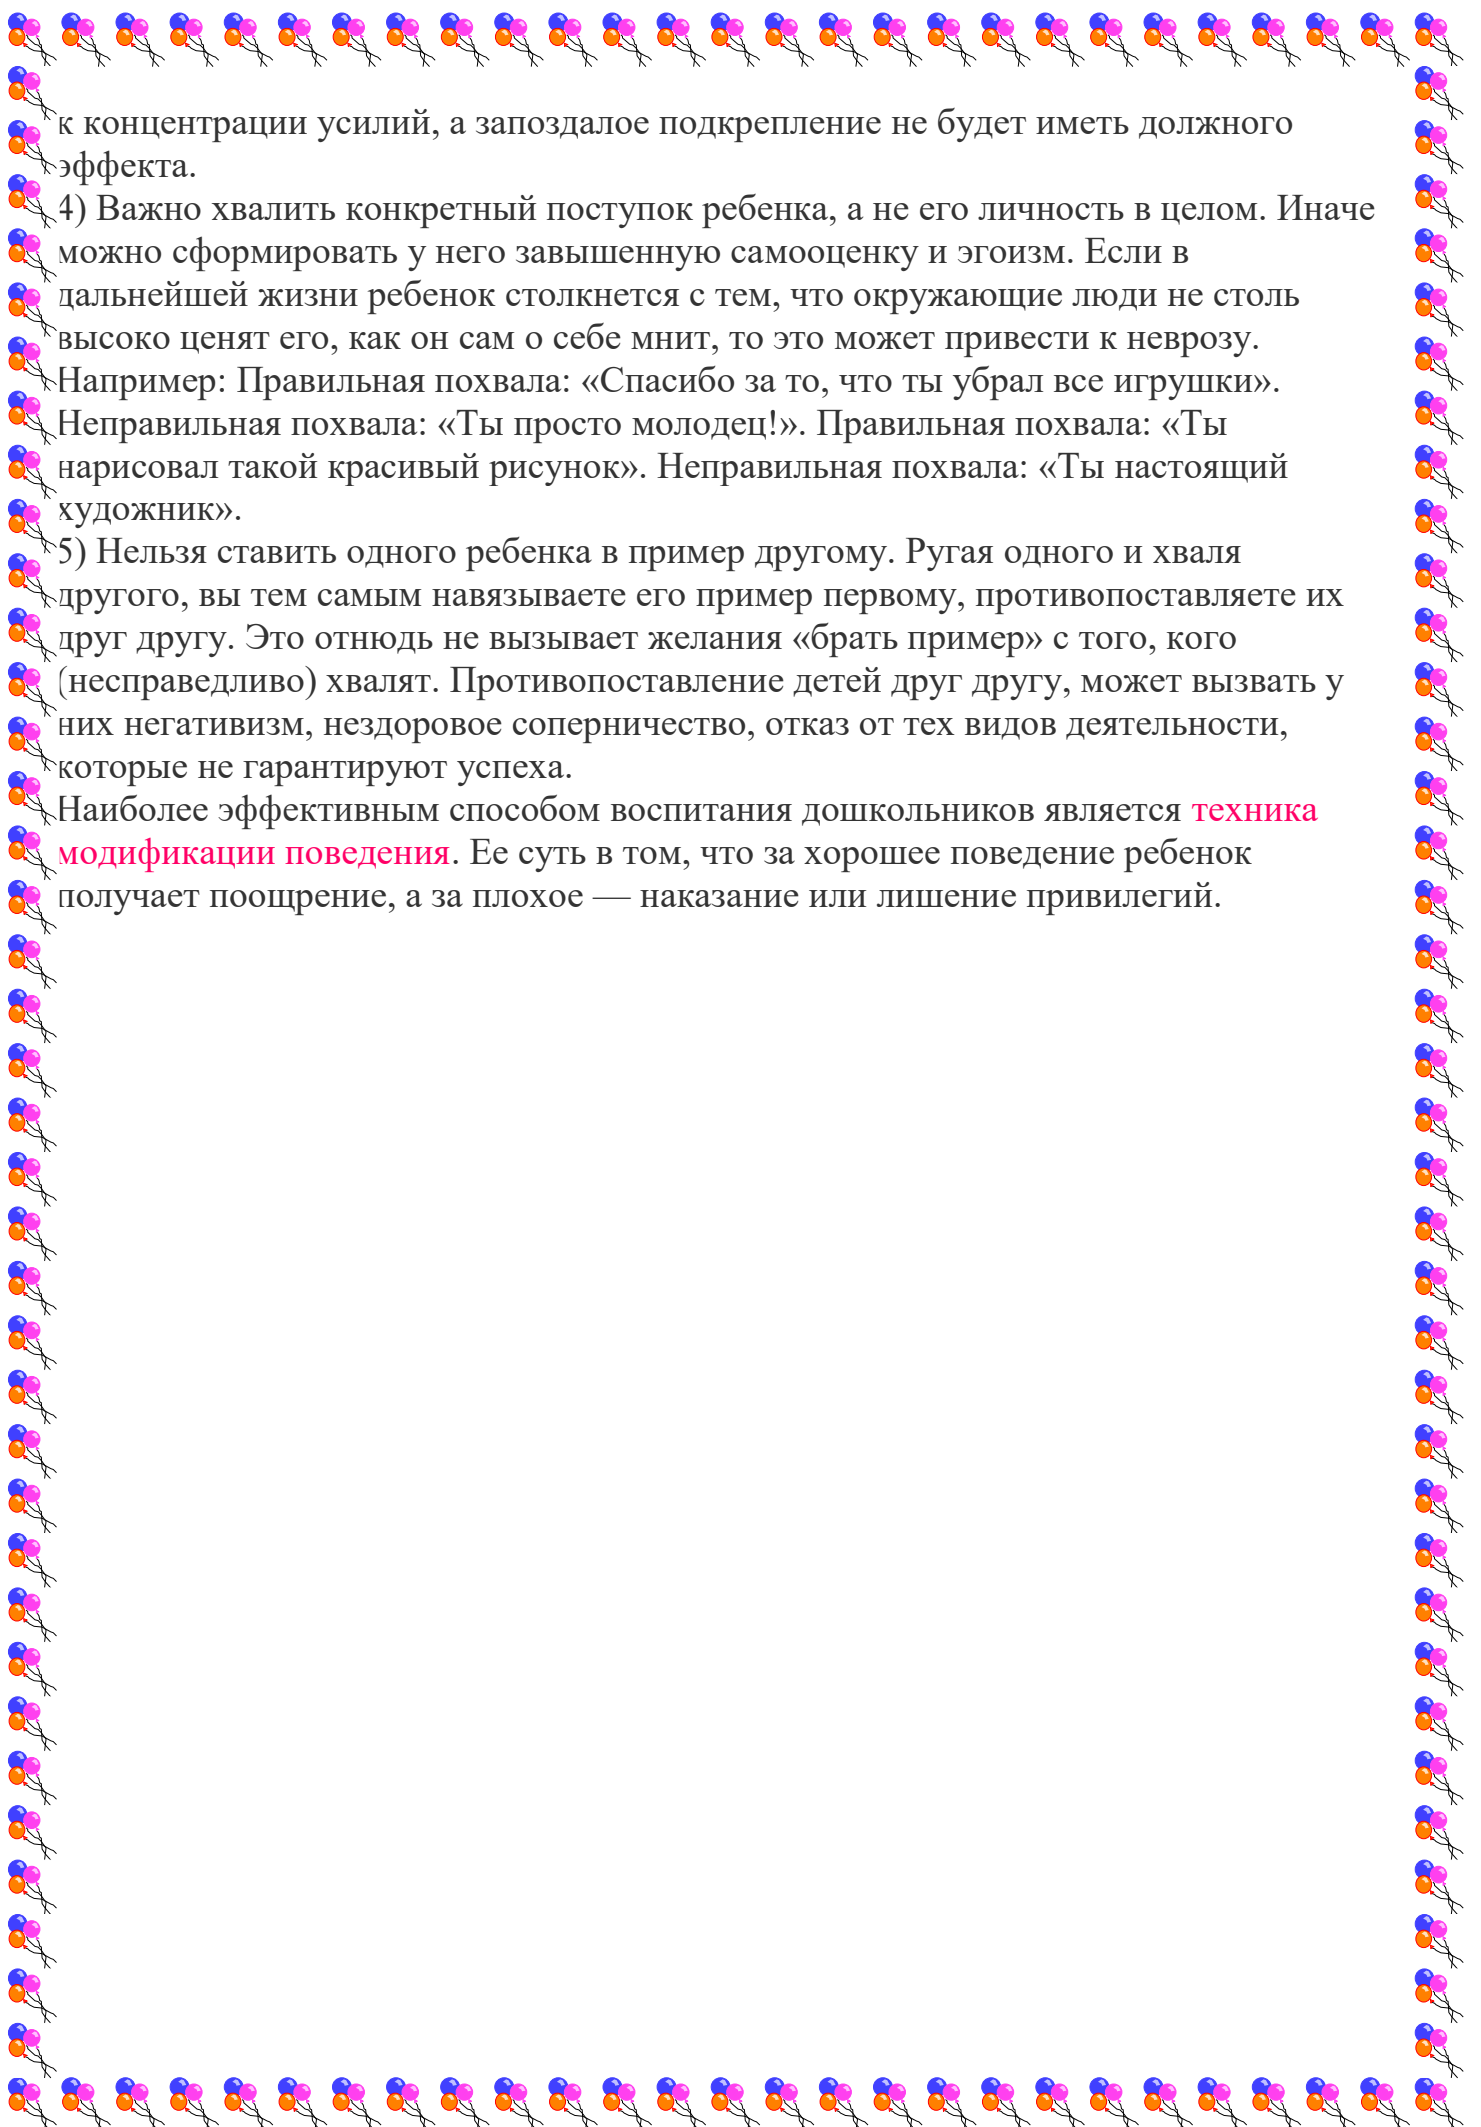 к концентрации усилий, а запоздалое подкрепление не будет иметь должного
эффекта.
4) Важно хвалить конкретный поступок ребенка, а не его личность в целом. Иначе
можно сформировать у него завышенную самооценку и эгоизм. Если в
дальнейшей жизни ребенок столкнется с тем, что окружающие люди не столь
высоко ценят его, как он сам о себе мнит, то это может привести к неврозу.
Например: Правильная похвала: «Спасибо за то, что ты убрал все игрушки».
Неправильная похвала: «Ты просто молодец!». Правильная похвала: «Ты
нарисовал такой красивый рисунок». Неправильная похвала: «Ты настоящий
художник».
5) Нельзя ставить одного ребенка в пример другому. Ругая одного и хваля
другого, вы тем самым навязываете его пример первому, противопоставляете их
друг другу. Это отнюдь не вызывает желания «брать пример» с того, кого
(несправедливо) хвалят. Противопоставление детей друг другу, может вызвать у
них негативизм, нездоровое соперничество, отказ от тех видов деятельности,
которые не гарантируют успеха.
Наиболее эффективным способом воспитания дошкольников является техника
модификации поведения. Ее суть в том, что за хорошее поведение ребенок
получает поощрение, а за плохое — наказание или лишение привилегий.